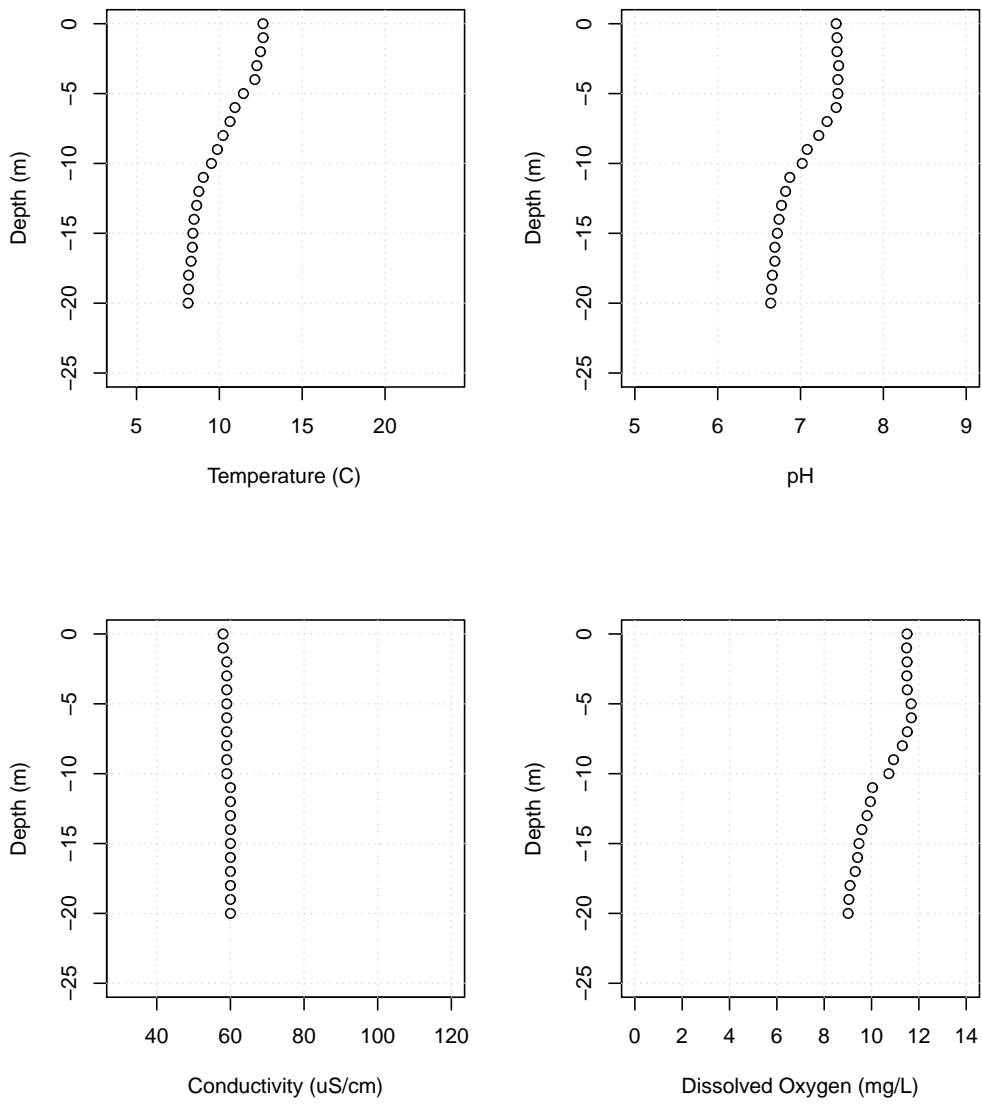 0
−5
−10
−15
−20
−25
Depth (m)
5 10 15 20
Temperature (C)
0
−5
−10
−15
−20
−25
Depth (m)
5 6 7 8 9
pH
0
−5
−10
−15
−20
−25
Depth (m)
40 60 80 100 120
Conductivity (uS/cm)
0
−5
−10
−15
−20
−25
Depth (m)
0 2 4 6 8 10 12 14
Dissolved Oxygen (mg/L)